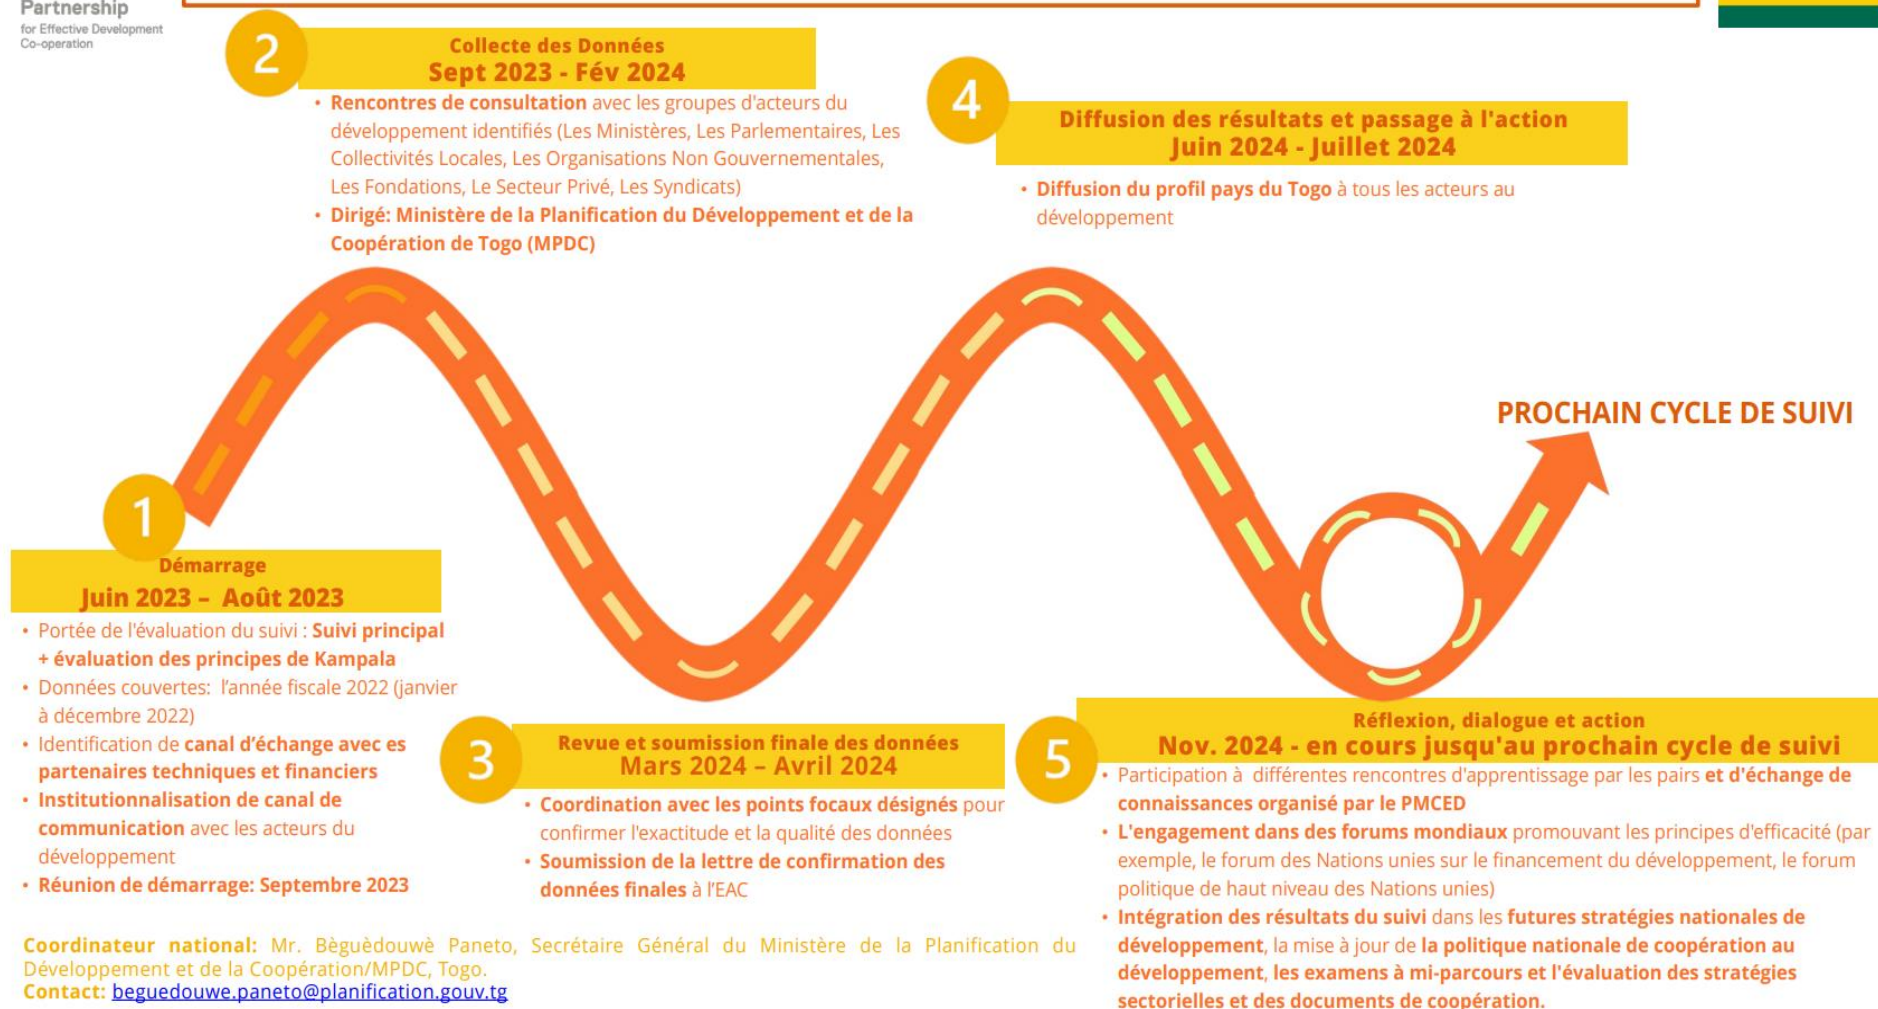 Partnership
for Effective Development
Co-operation
2
Collecte des Données
Sept 2023 - Fév 2024
• Rencontres de consultation avec les groupes d'acteurs du
développement identifiés (Les Ministères, Les Parlementaires, Les
Collectivités Locales, Les Organisations Non Gouvernementales,
Les Fondations, Le Secteur Privé, Les Syndicats)
• Dirigé: Ministère de la Planification du Développement et de la
Coopération de Togo (MPDC)
4
Diffusion des résultats et passage à l'action
Juin 2024 - Juillet 2024
• Diffusion du profil pays du Togo à tous les acteurs au
développement
PROCHAIN CYCLE DE SUIVI
1
Démarrage
Juin 2023 – Août 2023
• Portée de l'évaluation du suivi : Suivi principal
+ évaluation des principes de Kampala
• Données couvertes: l'année fiscale 2022 (janvier
à décembre 2022)
• Identification de canal d'échange avec es
partenaires techniques et financiers
• Institutionnalisation de canal de
communication avec les acteurs du
développement
• Réunion de démarrage: Septembre 2023
3
Revue et soumission finale des données
Mars 2024 – Avril 2024
• Coordination avec les points focaux désignés pour
confirmer l'exactitude et la qualité des données
• Soumission de la lettre de confirmation des
données finales à l'EAC
5
Réflexion, dialogue et action
Nov. 2024 - en cours jusqu'au prochain cycle de suivi
• Participation à différentes rencontres d'apprentissage par les pairs et d'échange de
connaissances organisé par le PMCED
• L'engagement dans des forums mondiaux promouvant les principes d'efficacité (par
exemple, le forum des Nations unies sur le financement du développement, le forum
politique de haut niveau des Nations unies)
• Intégration des résultats du suivi dans les futures stratégies nationales de
développement, la mise à jour de la politique nationale de coopération au
développement, les examens à mi-parcours et l'évaluation des stratégies
sectorielles et des documents de coopération.
Coordinateur national: Mr. Bèguèdouwè Paneto, Secrétaire Général du Ministère de la Planification du
Développement et de la Coopération/MPDC, Togo.
Contact: beguedouwe.paneto@planification.gouv.tg